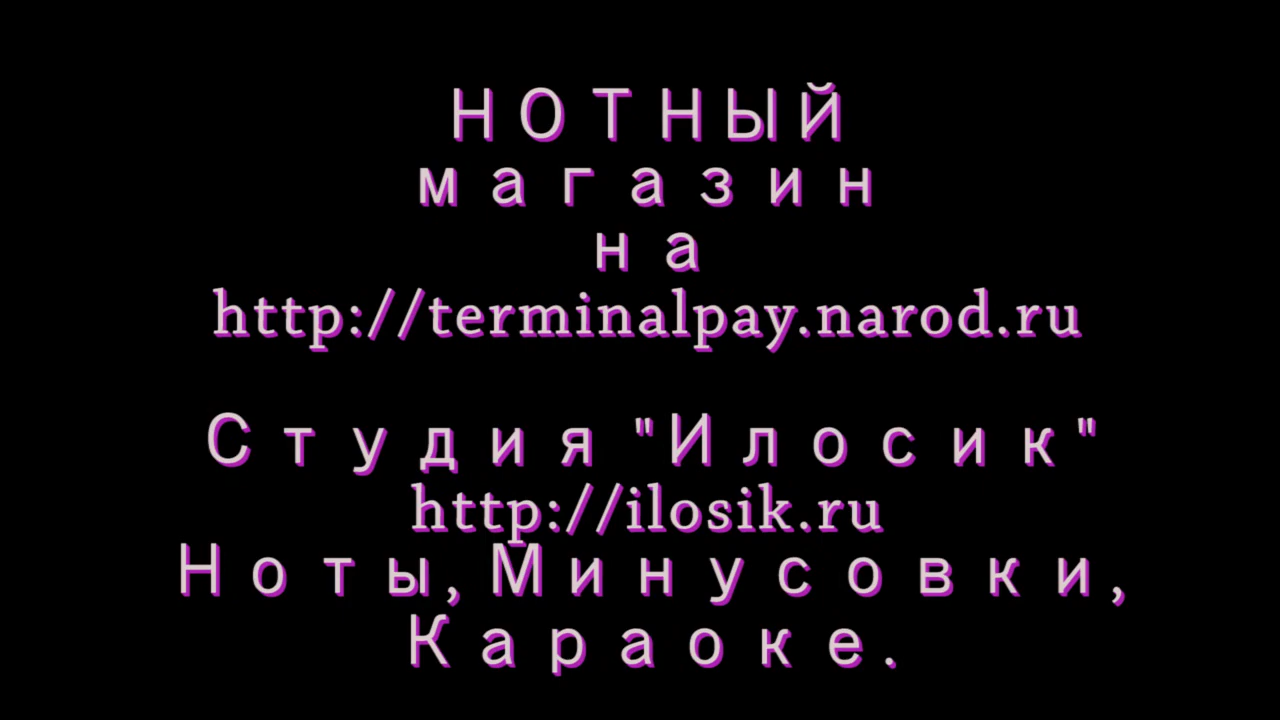 НОТНЫЙ
магазин
на
http://terminalpay.narod.ru
Студия "Илосик"
http://ilosik.ru
Ноты, Минусовки,
Караоке.